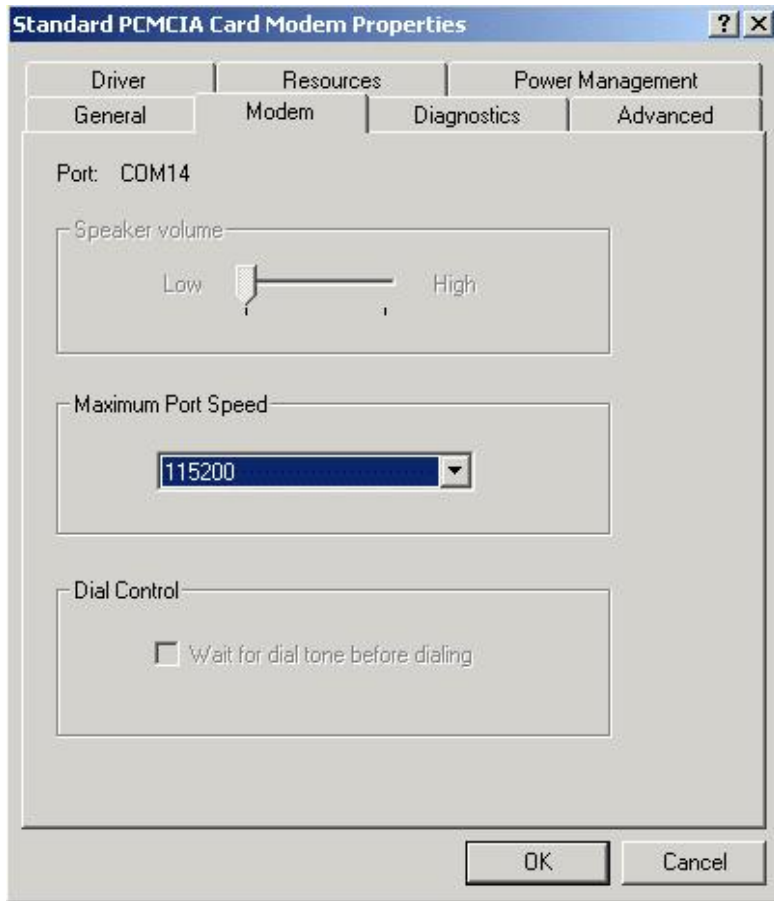 Standard PCMCIA Card Modem Properties
Driver Resources Power Management
General Modem Diagnostics Advanced
Port: COM14
Speaker volume
Low High
Maximum Port Speed
115200
Dial Control
Wait for dial tone before dialing
OK Cancel